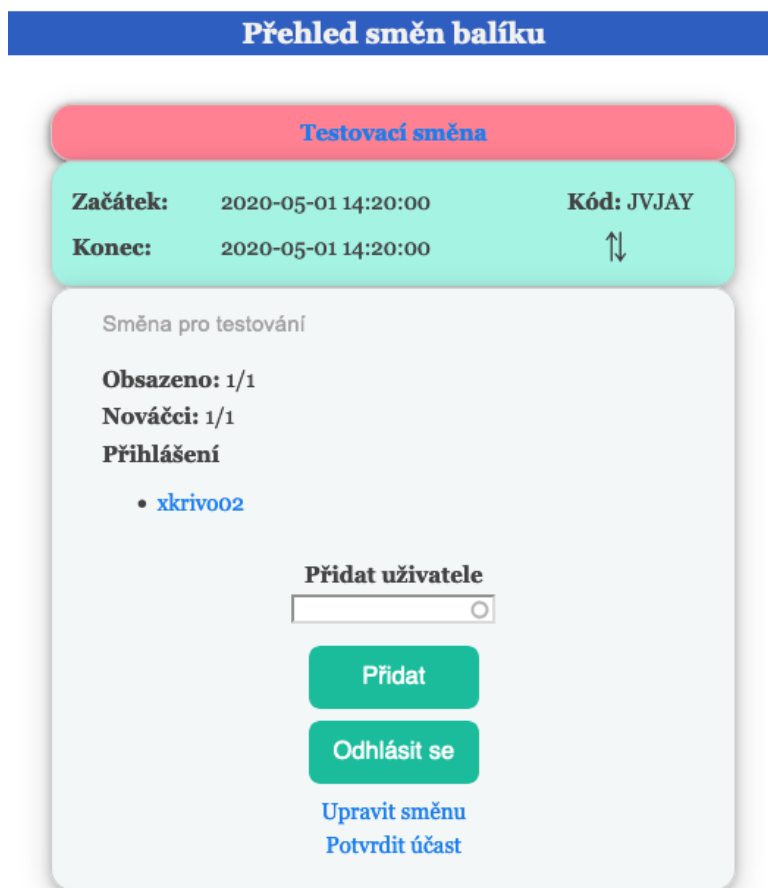 Přehled směn balíku
Testovací směna
Začátek: 2020-05-01 14:20:00 Kód: JVJAY
Konec: 2020-05-01 14:20:00
Směna pro testování
Obsazeno: 1/1
Nováčci: 1/1
Přihlášení
• xkrivo02
Přidat uživatele
Přidat
Odhlásit se
Upravit směnu
Potvrdit účast